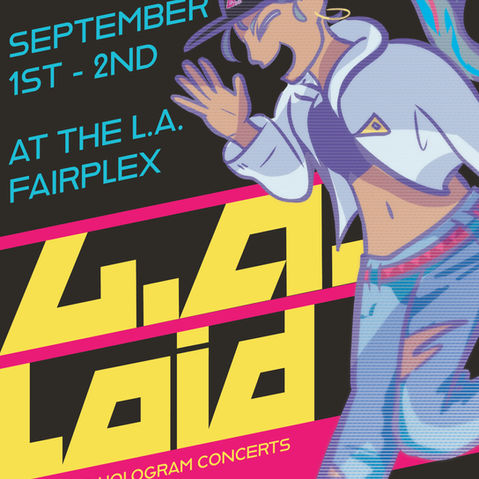 SEPTEMBER
1ST - 2ND
AT THE L.A.
FAIRPLEX
L.A.
Loid
HOLOGRAM CONCERTS